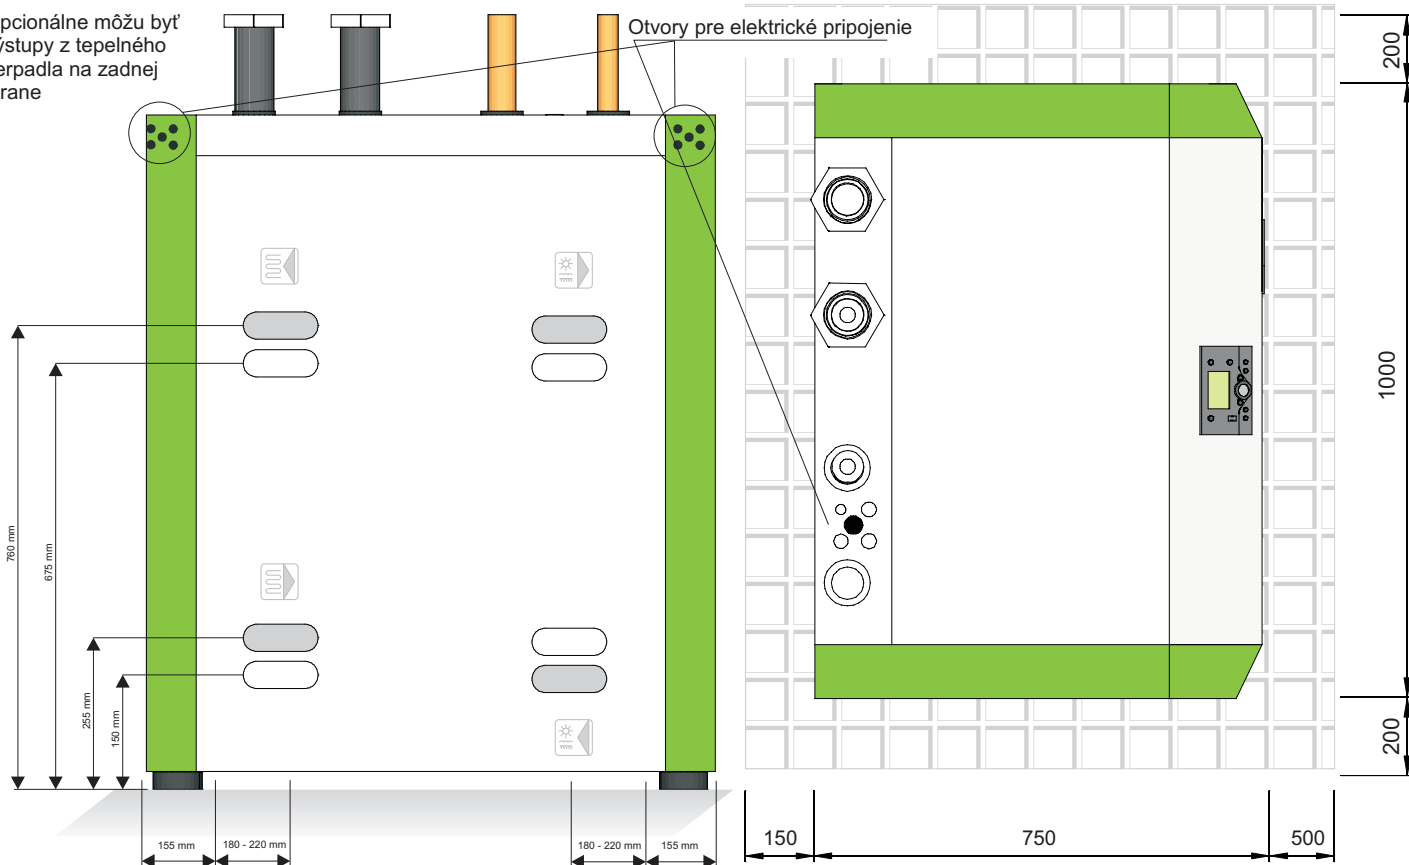 pcionálne môžu byť
ýstupy z tepelného
erpadla na zadnej
rane
Otvory pre elektrické pripojenie
760 mm
675 mm
255 mm
150 mm
155 mm
180 - 220 mm
180 - 220 mm
155 mm
200
1000
200
150
750
500